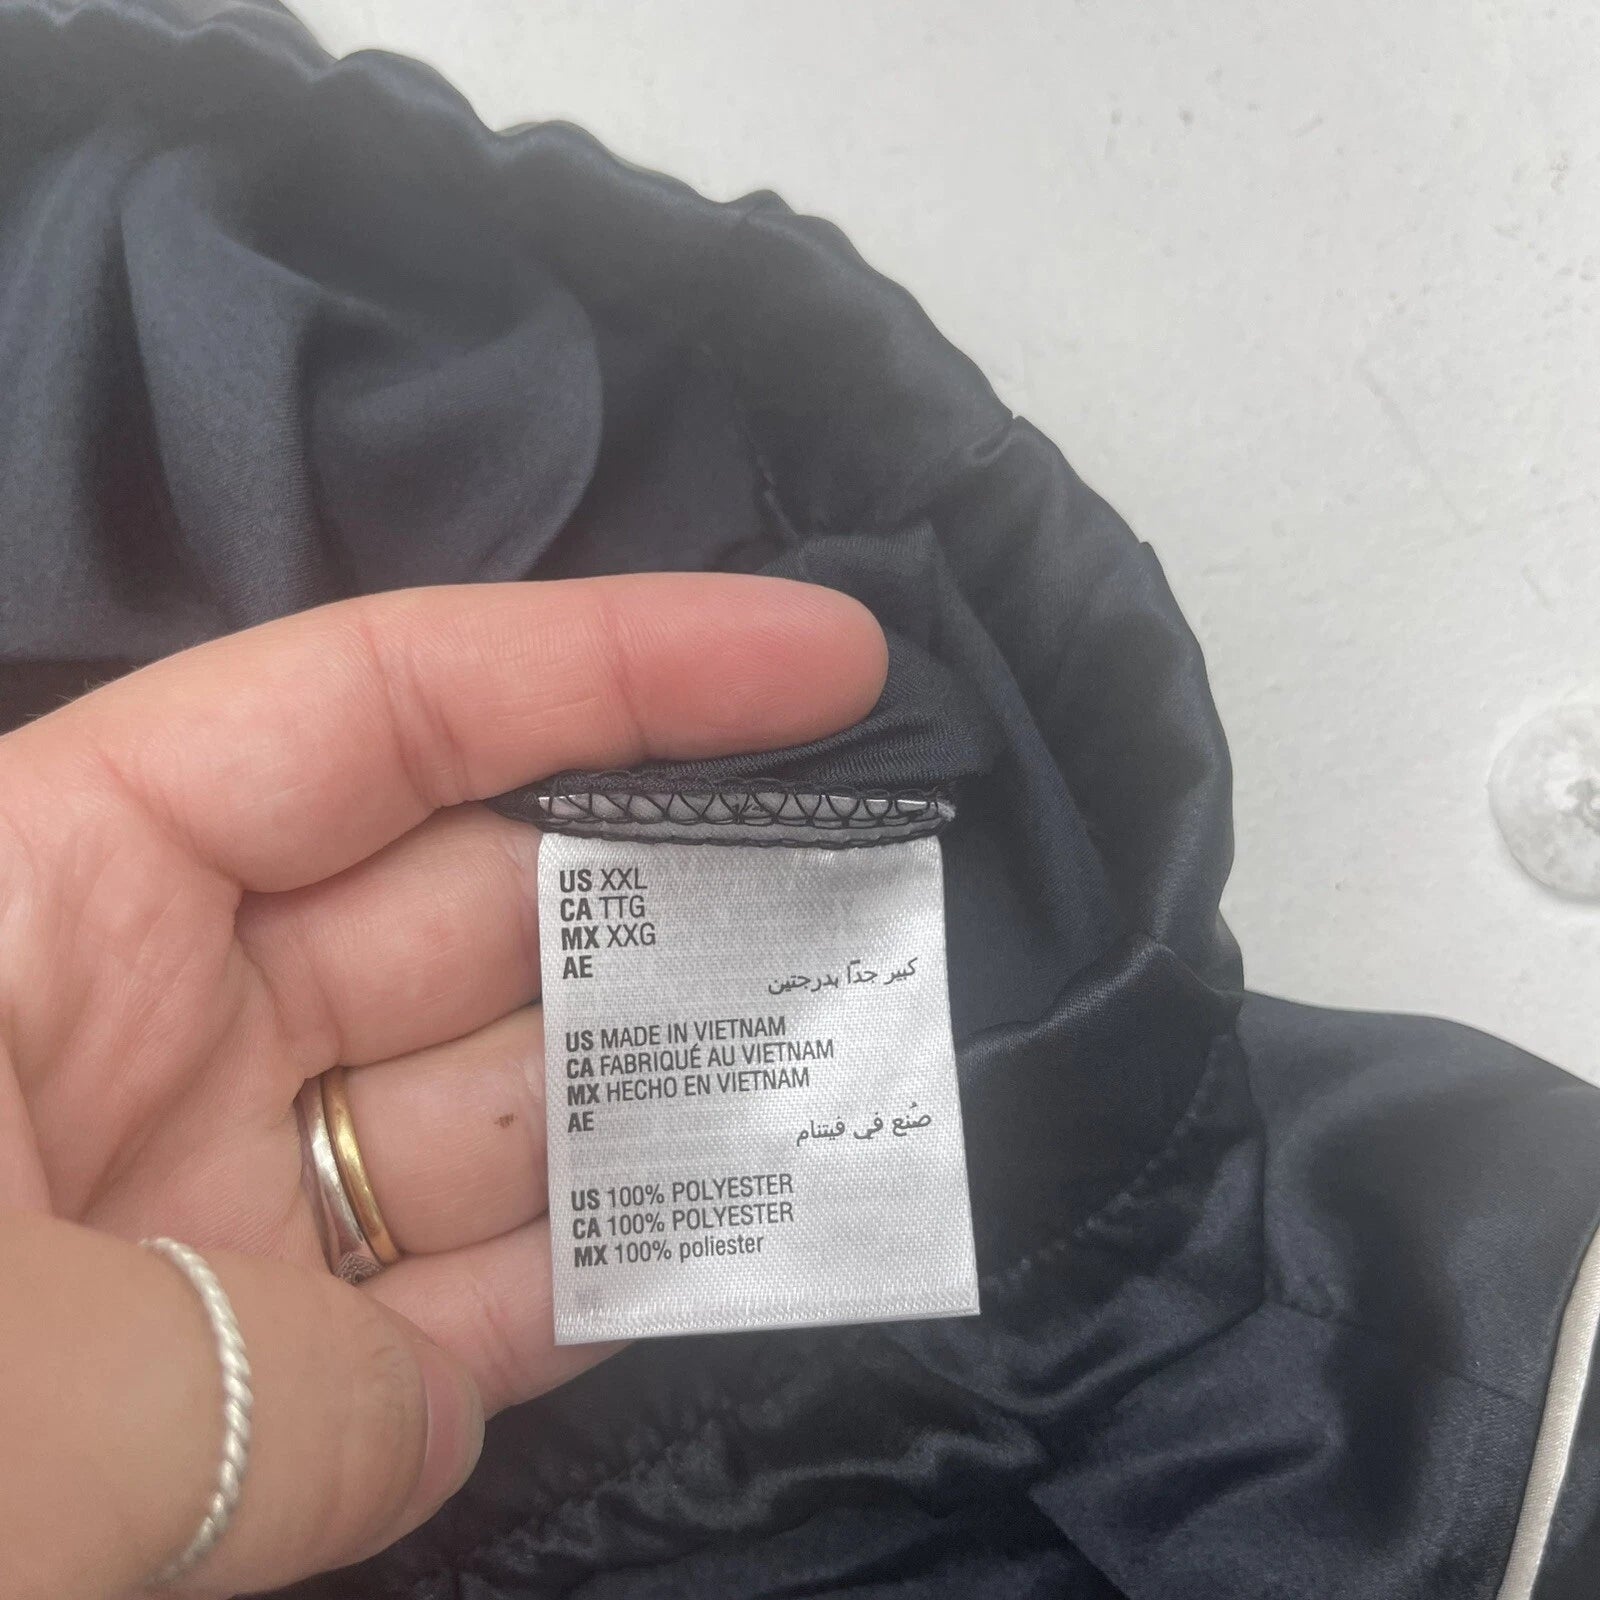 US XXL
CA TTG
MX XXG
AE
كبير جدًا بدرجتين
US MADE IN VIETNAM
CA FABRIQUÉ AU VIETNAM
MX HECHO EN VIETNAM
AE
صُنع في فيتنام
US 100% POLYESTER
CA 100% POLYESTER
MX 100% poliester